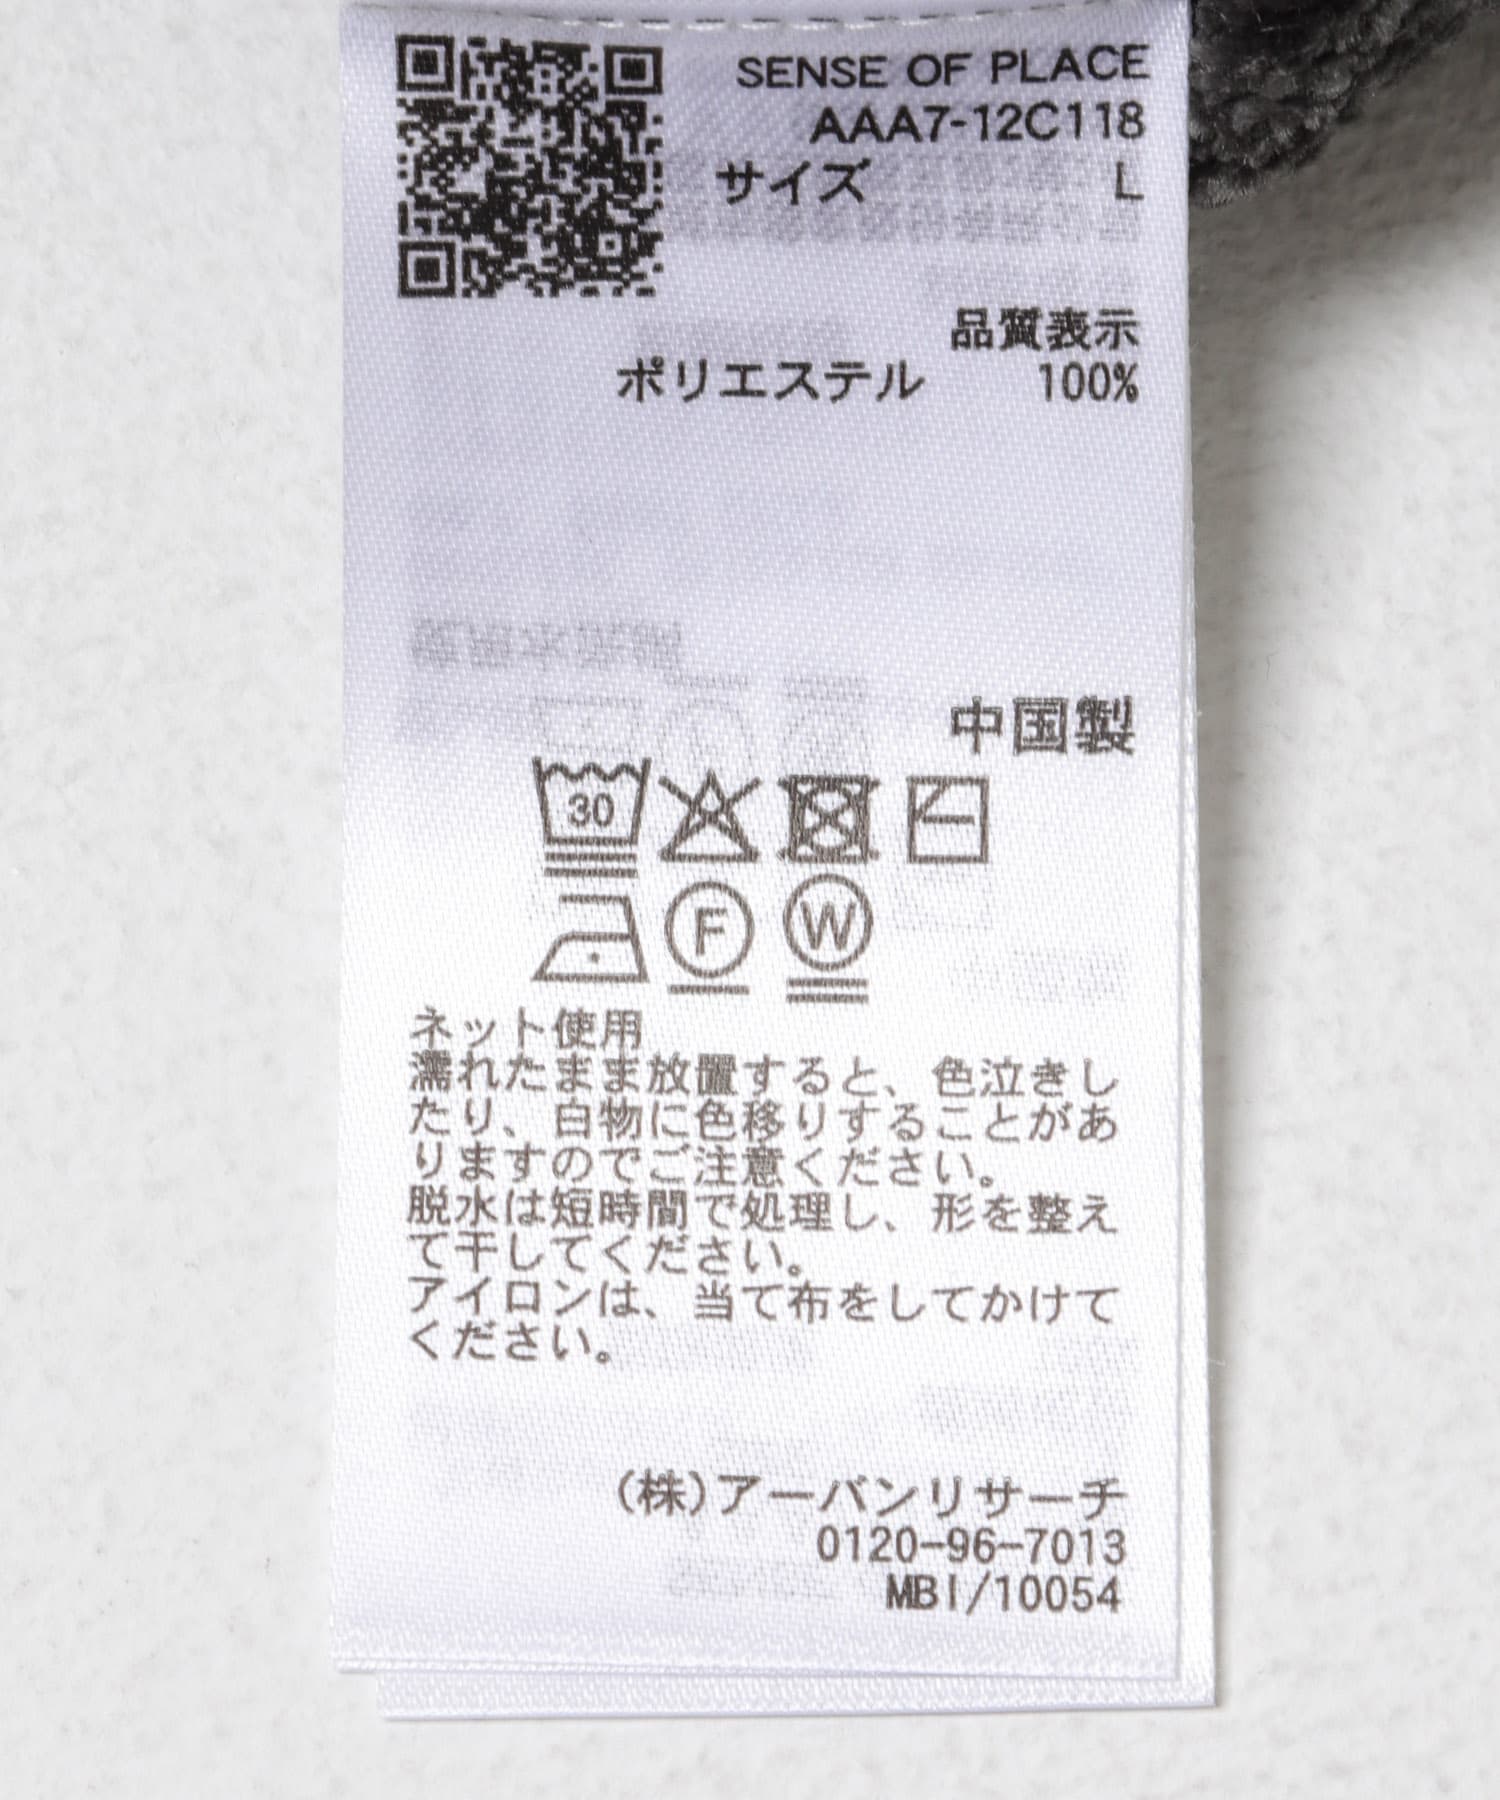 SENSE OF PLACE
AAA7-12C118
サイズ L
品質表示
ポリエステル 100%
中国製
30
F W
ネット使用
濡れたまま放置すると、色泣きし
たり、白物に色移りすることがあ
りますのでご注意ください。
脱水は短時間で処理し、形を整え
て干してください。
アイロンは、当て布をしてかけて
ください。
(株)アーバンリサーチ
0120-96-7013
MBI/10054